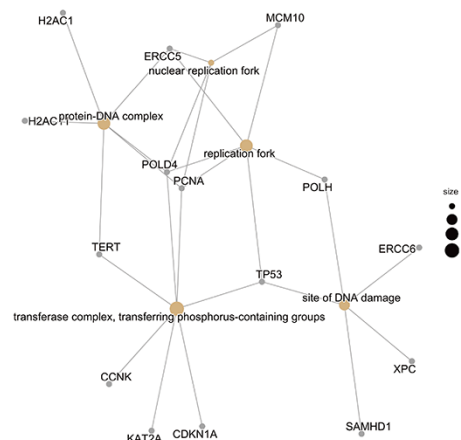 H2AC1
MCM10
ERCC5
nuclear replication fork
protein-DNA complex
replication fork
POLD4
PCNA
POLH
size
TERT
ERCC6
TP53
site of DNA damage
transferase complex, transferring phosphorus-containing groups
XPC
CCNK
KAT2A
CDKN1A
SAMHD1